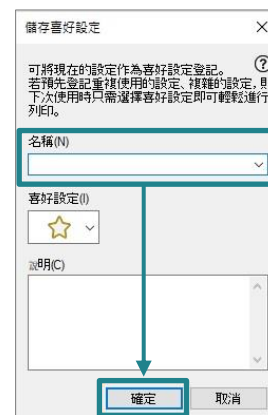 儲存喜好設定
可將現在的設定作為喜好設定登記。
若預先登記重複使用的設定、複雜的設定，則
下次使用時只需選擇喜好設定即可輕鬆進行
列印。
名稱(N)
喜好設定(I)
說明(C)
確定
取消